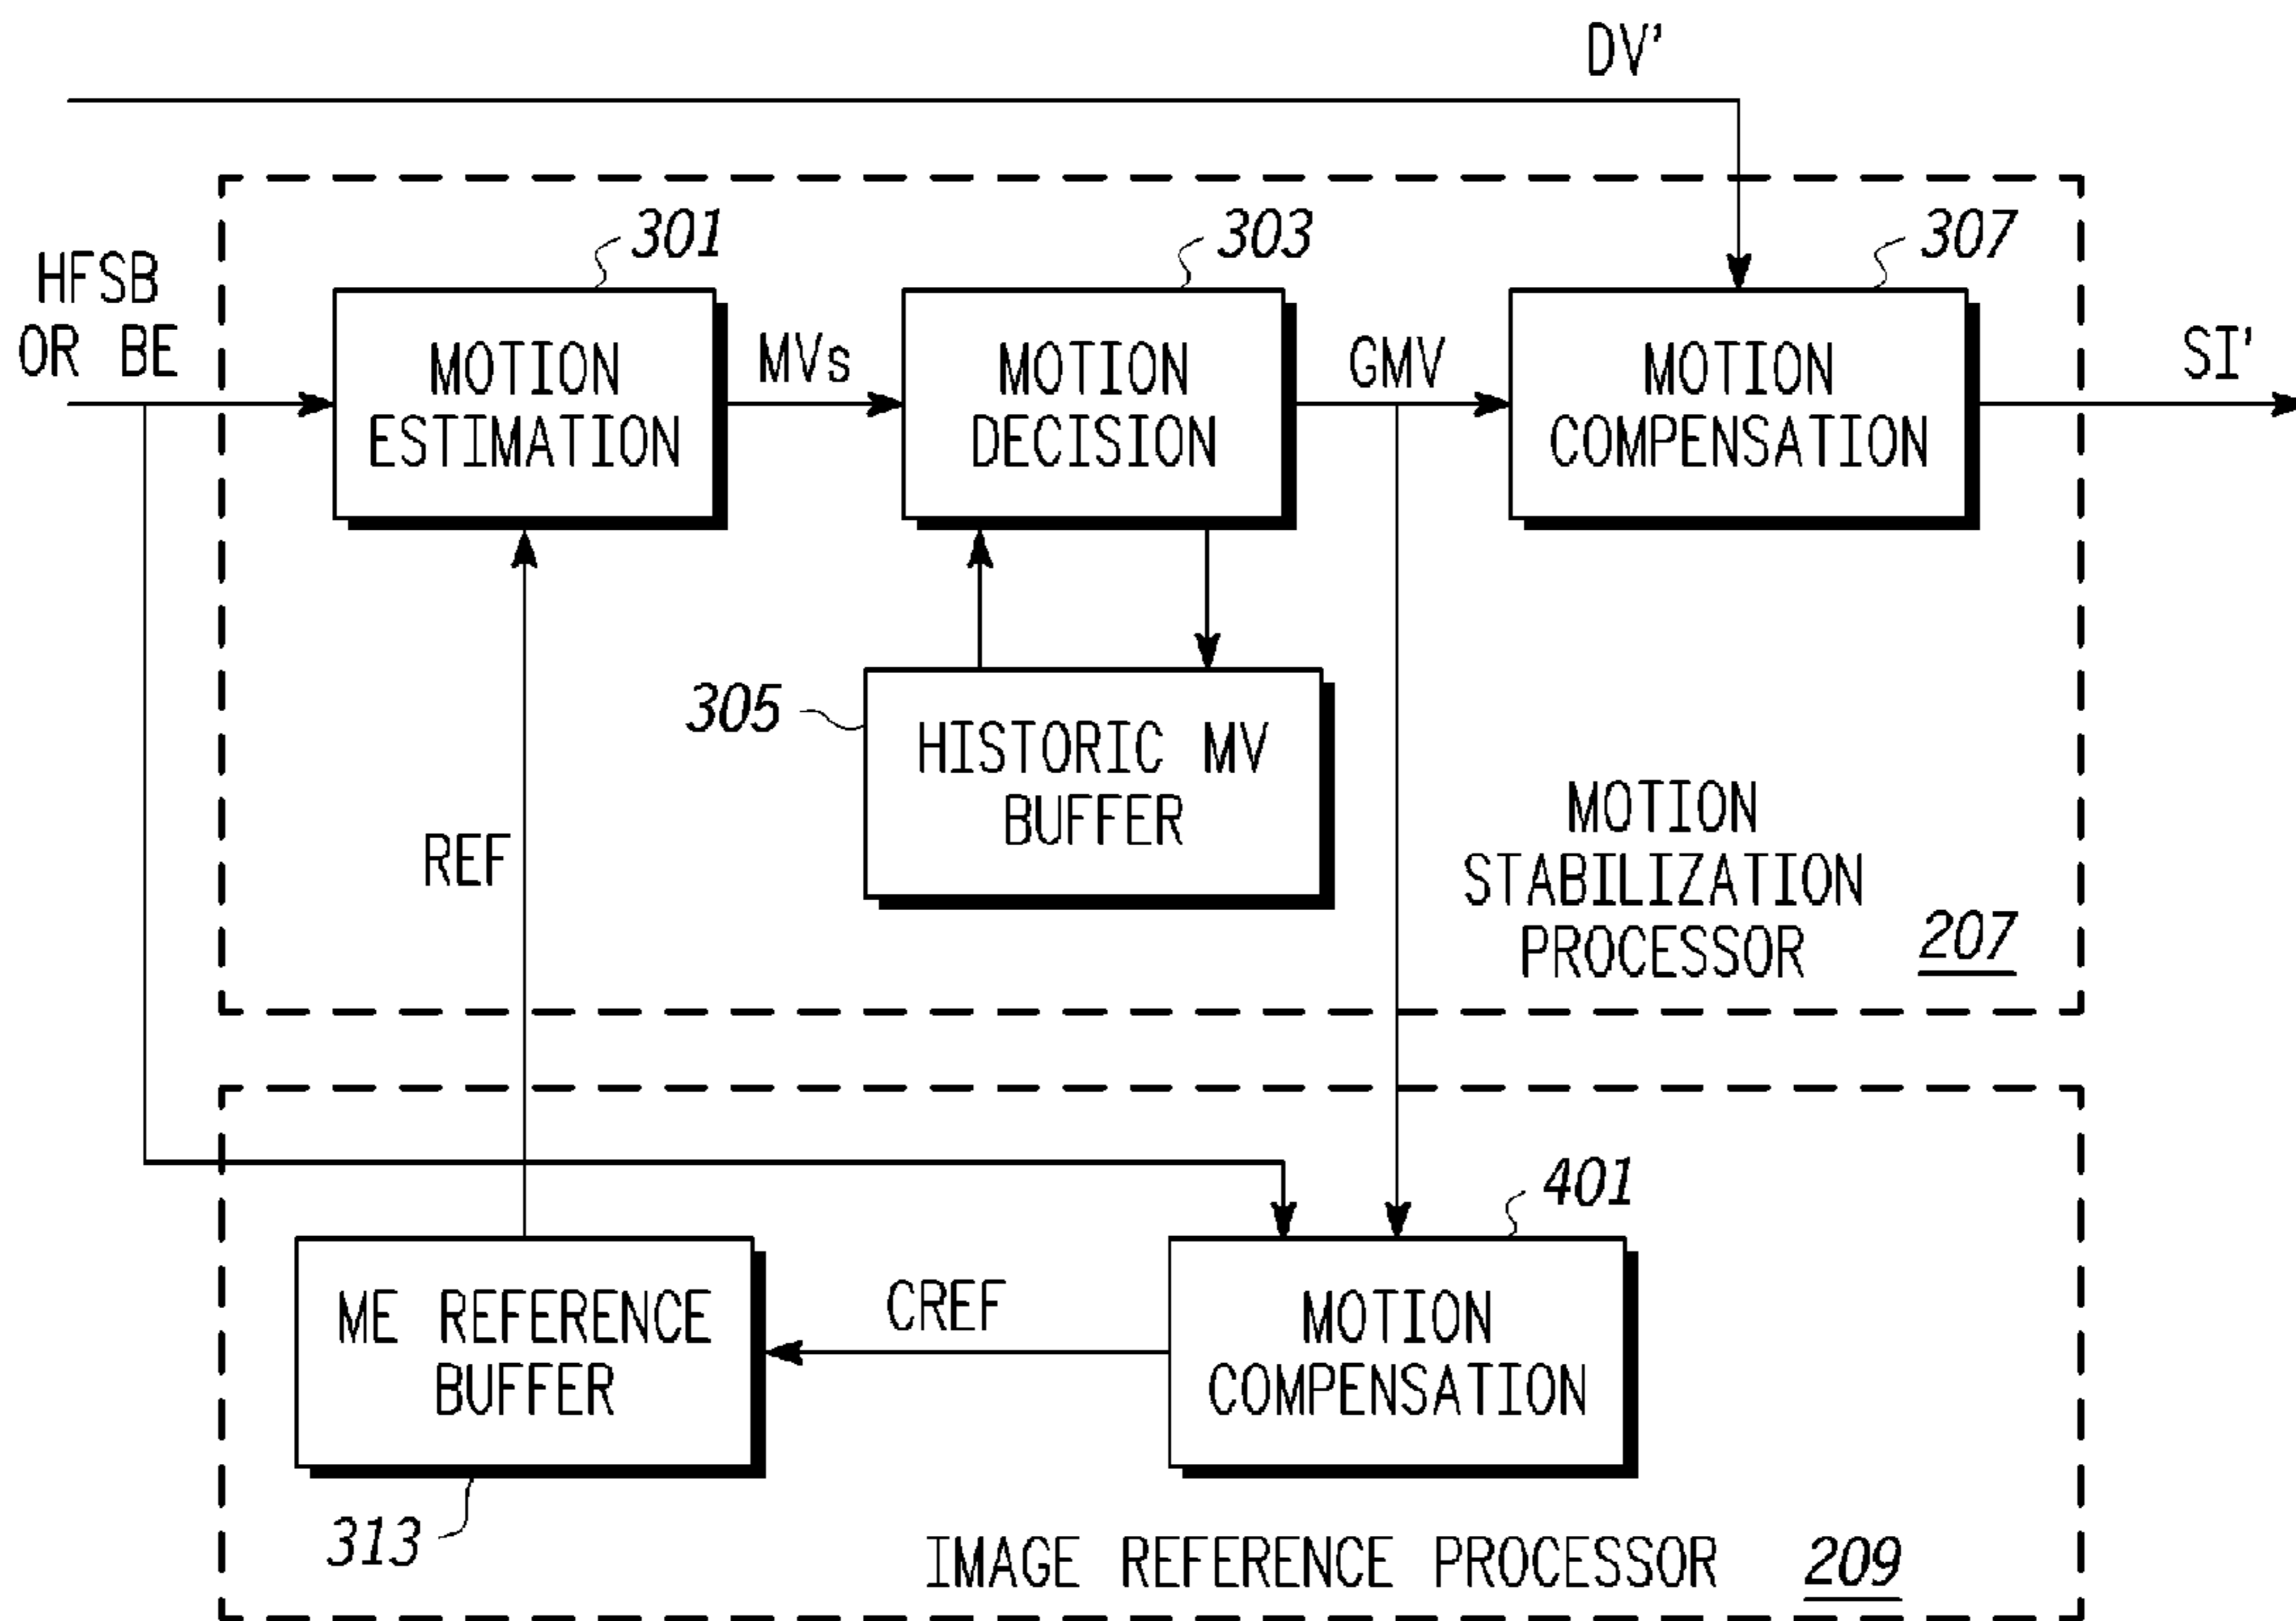 DV'
301
303
307
HFSB
OR BE
MOTION
ESTIMATION
MVs
MOTION
DECISION
GMV
MOTION
COMPENSATION
SI'
305
HISTORIC MV
BUFFER
REF
MOTION
STABILIZATION
PROCESSOR
207
401
ME REFERENCE
BUFFER
CREF
MOTION
COMPENSATION
313
IMAGE REFERENCE PROCESSOR 209